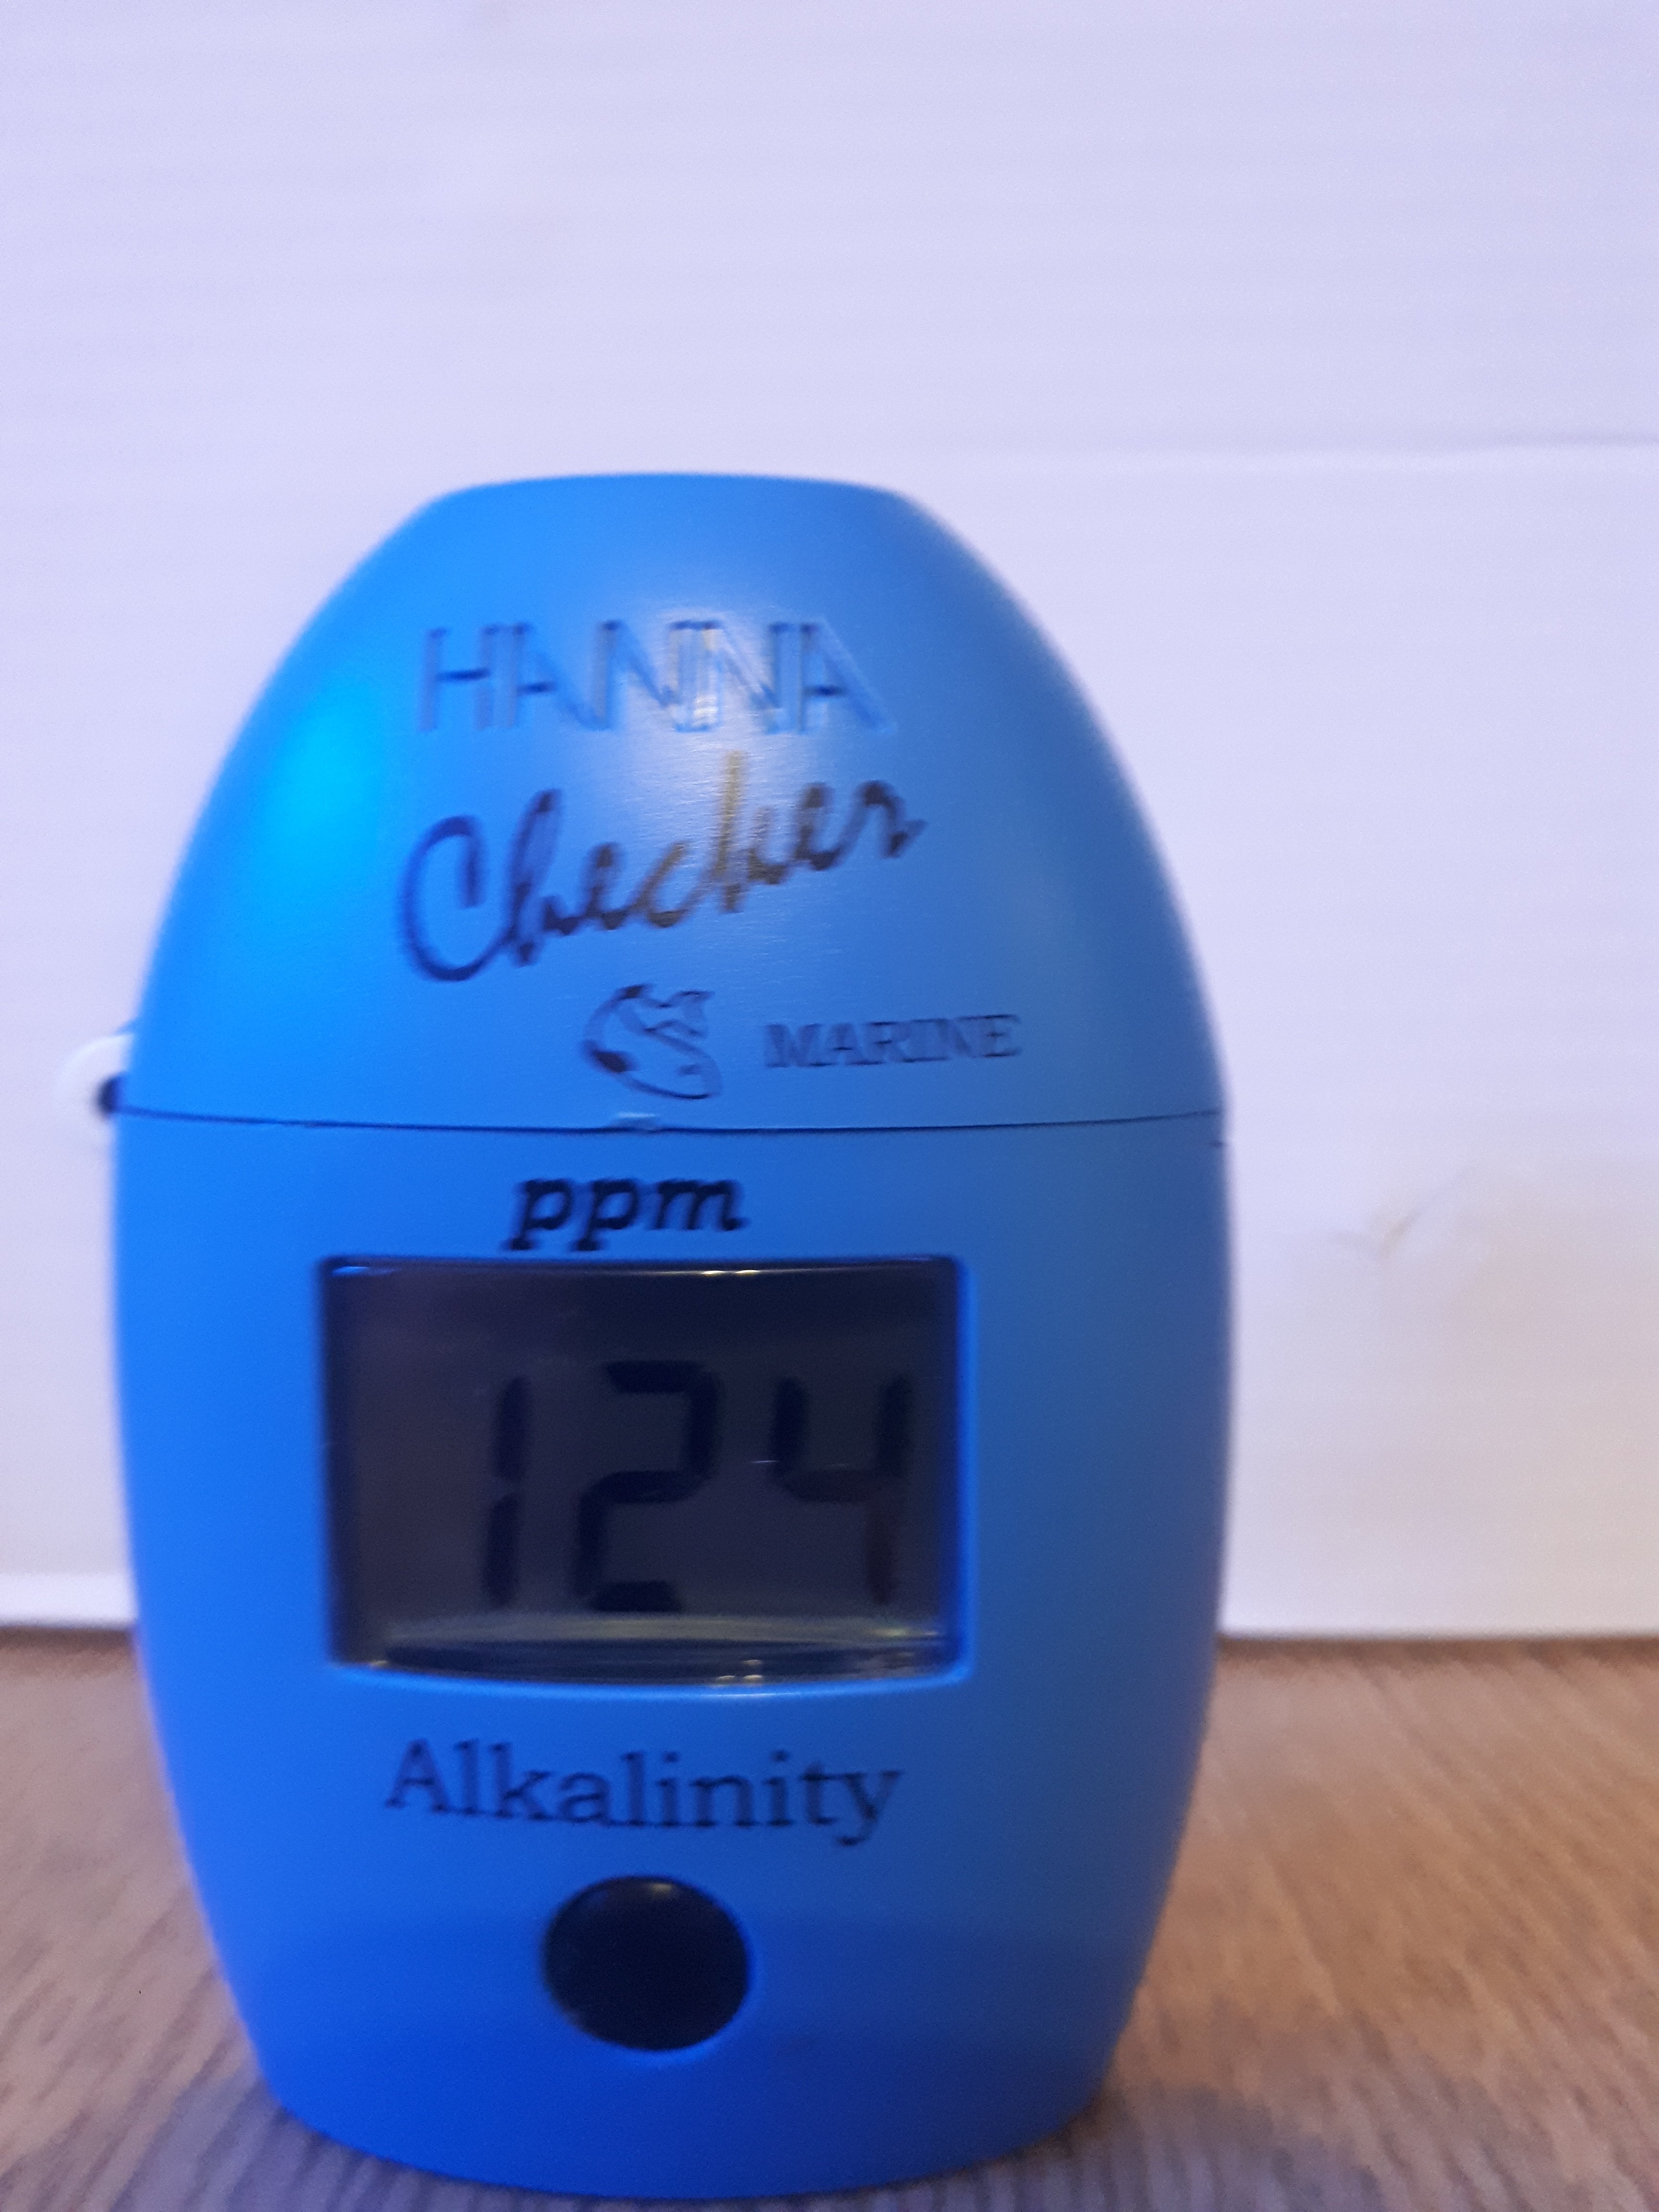 HANNA
Checker
MARINE
ppm
124
Alkalinity